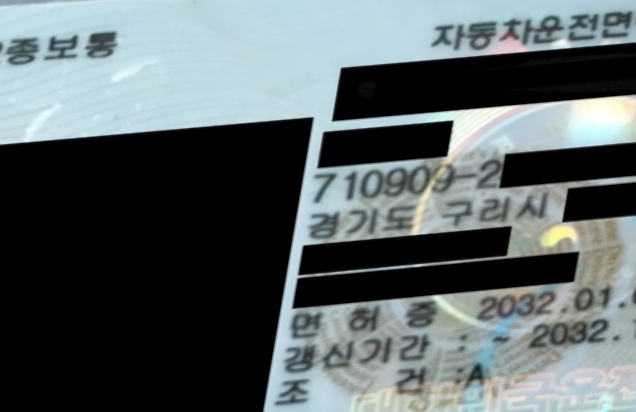 종보통
자동차운전면
710909-2
경기도 구리시
면 허 증 2032.01.
갱신기간 : ~ 2032.
조 건 :A